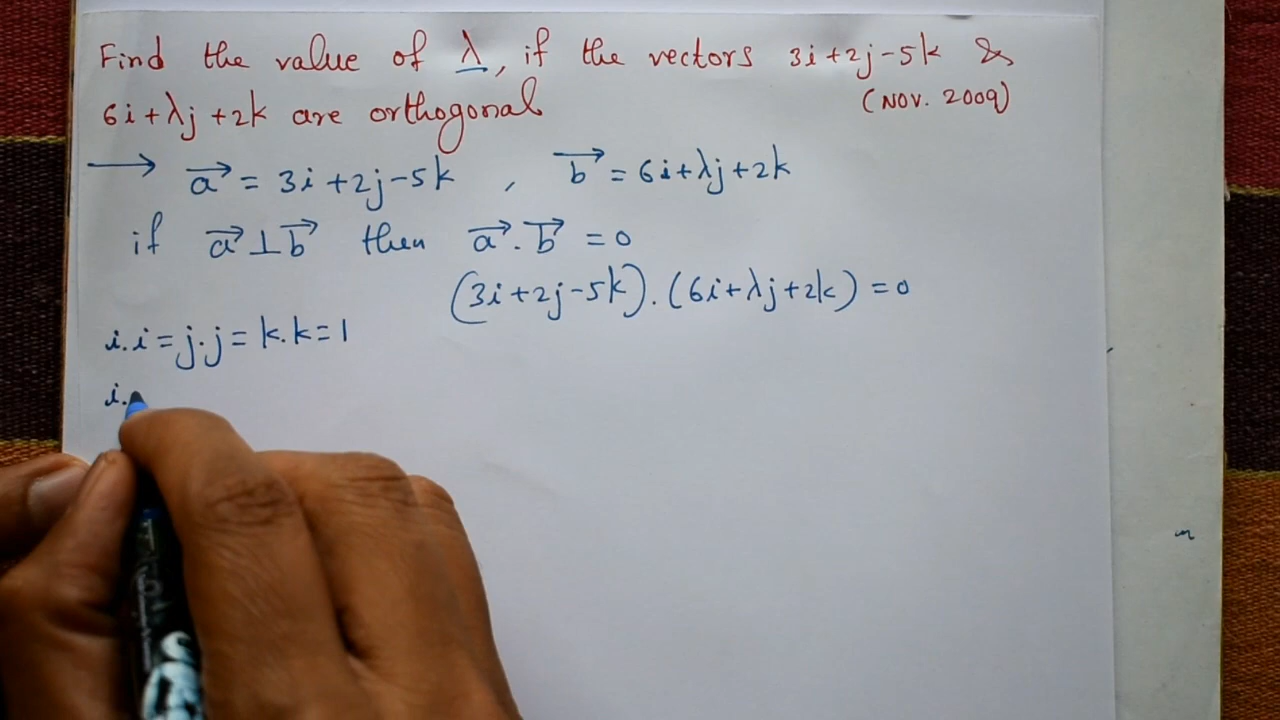 Find the value of λ, if the vectors 3i+2j-5k &
6i+λj+2k are orthogonal (Nov. 2009)
→ a⃗ = 3i+2j-5k , b⃗ = 6i+λj+2k
if a⃗ ⊥ b⃗ then a⃗ . b⃗ = 0
(3i+2j-5k).(6i+λj+2k) = 0
i.i = j.j = k.k = 1
i.